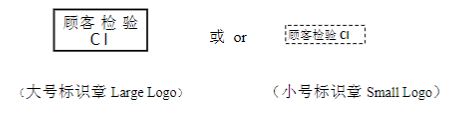 顾客检验
CI
或 or
顾客检验 CI
（大号标识章 Large Logo）
（小号标识章 Small Logo）